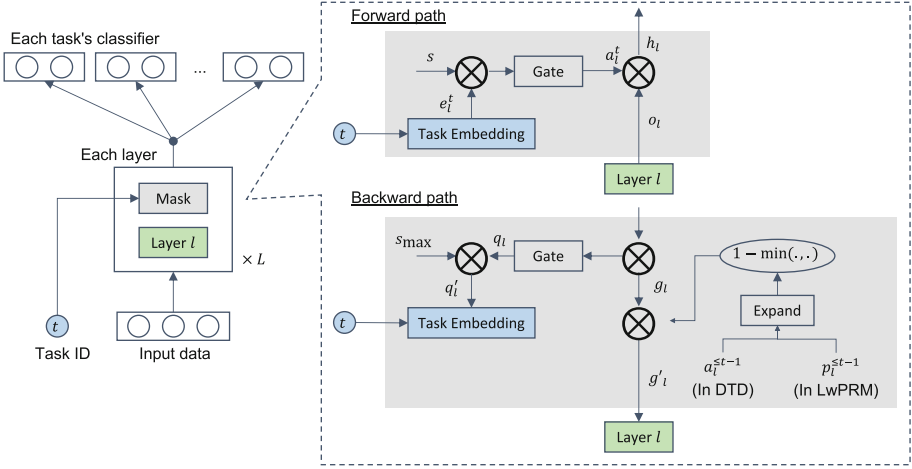 Each task's classifier
...
Each layer
Mask
Layer l
× L
t
Task ID
Input data
Forward path
s
Gate
a_l^t
h_l
e_l^t
o_l
t
Task Embedding
Layer l
Backward path
s_max
q_l
Gate
1 − min(.,.)
q_l′
g_l
t
Task Embedding
Expand
a_l^≤t−1
p_l^≤t−1
(In DTD)
(In LwPRM)
g′_l
Layer l